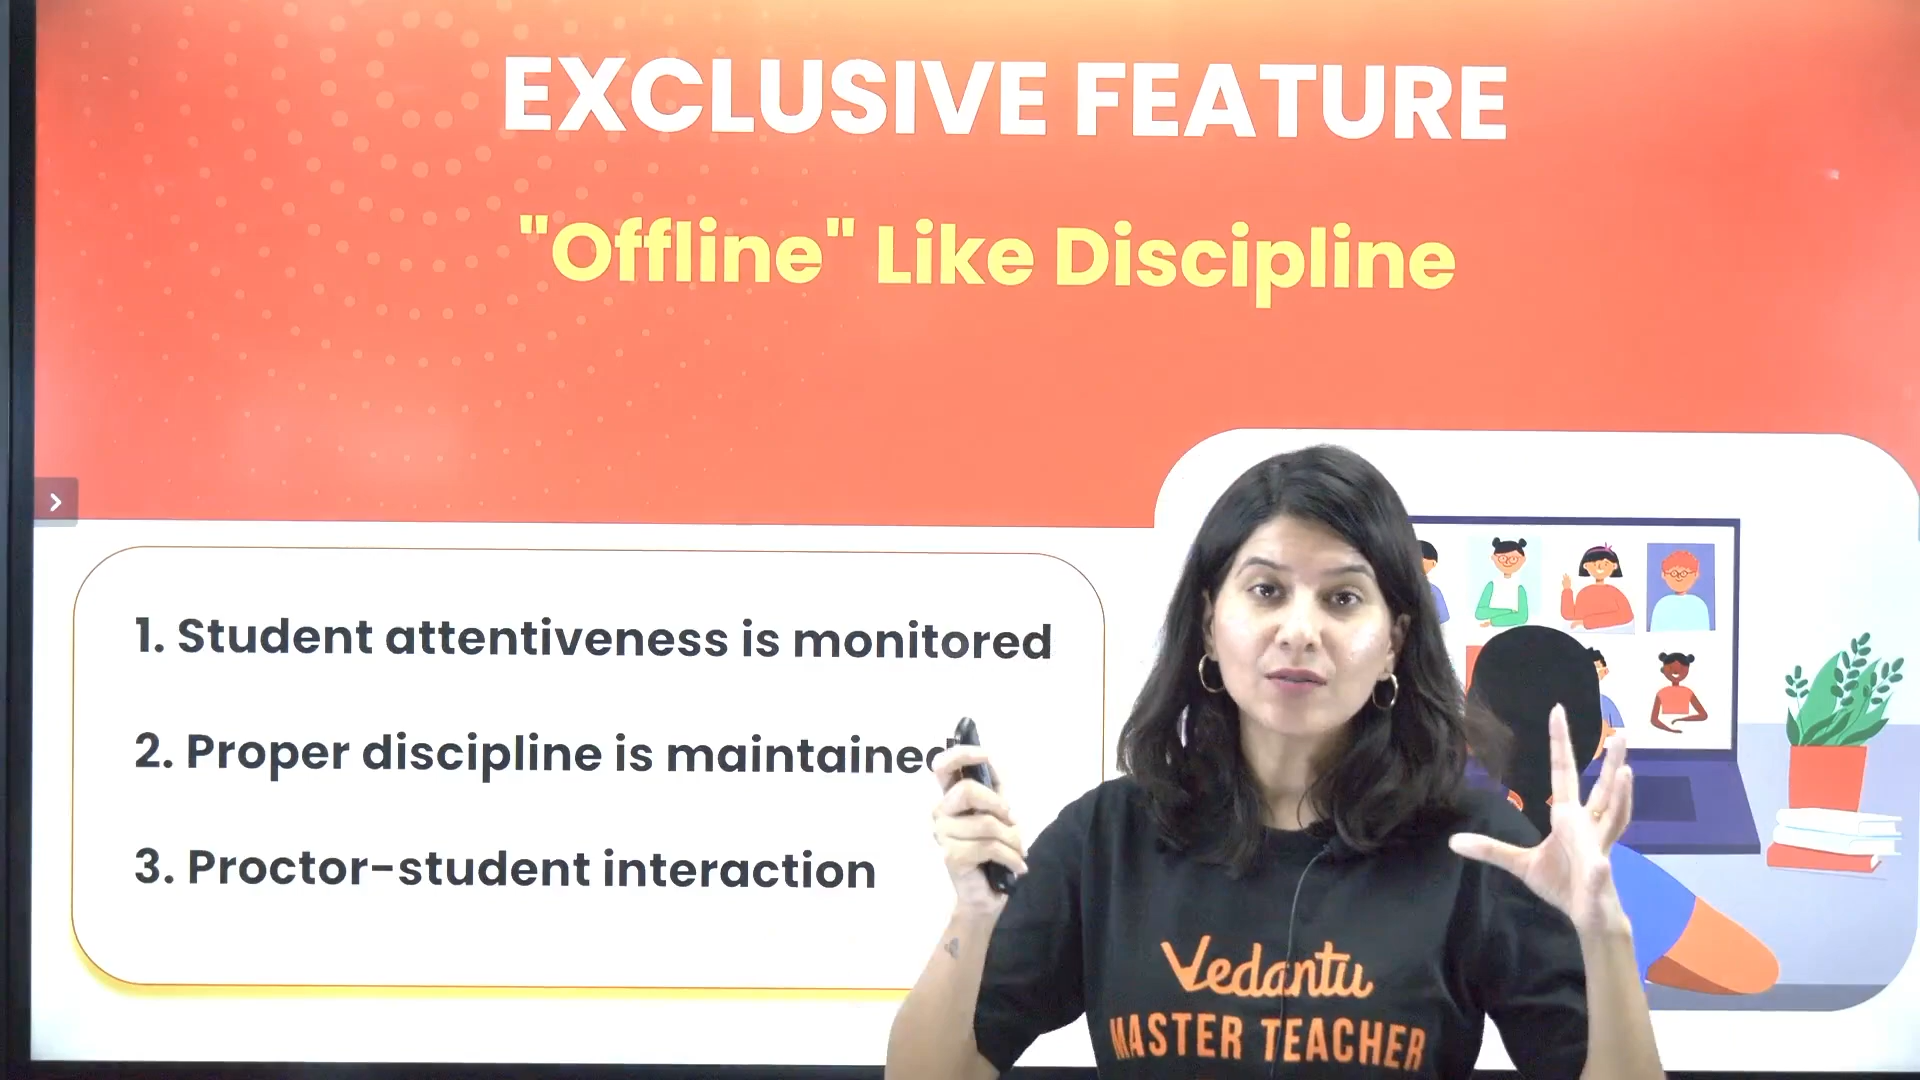 EXCLUSIVE FEATURE
"Offline" Like Discipline
1. Student attentiveness is monitored
2. Proper discipline is maintained
3. Proctor-student interaction
Vedantu
MASTER TEACHER